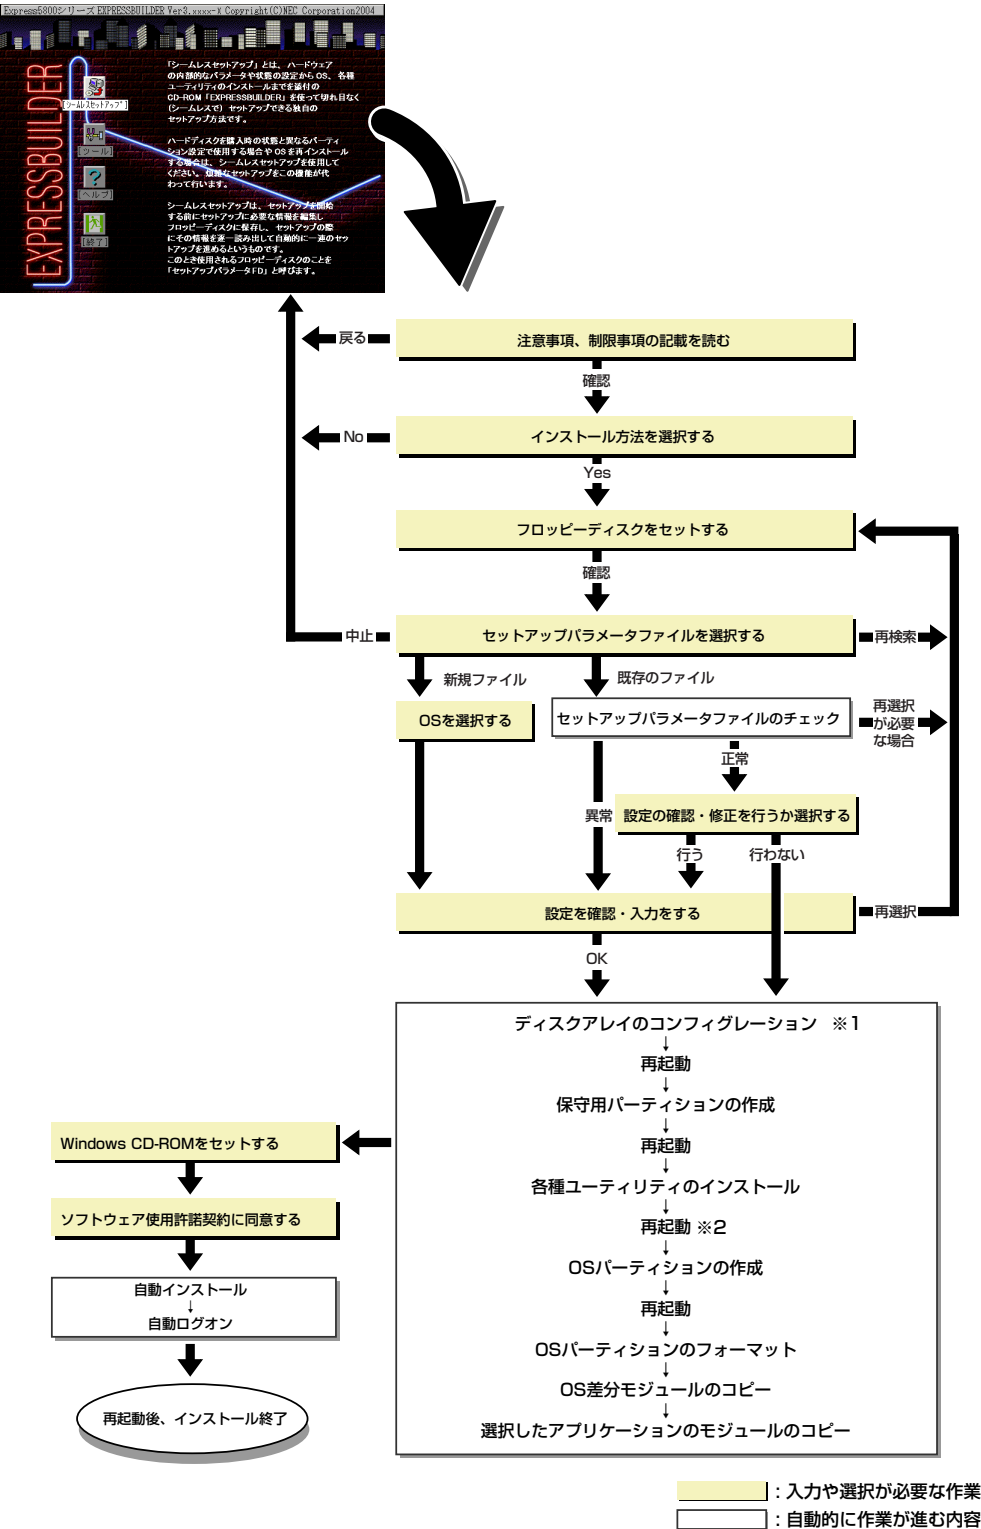 Express5800シリーズ EXPRESSBUILDER Ver3.xxxx-x Copyright(C)NEC Corporation2004
EXPRESSBUILDER
[シームレスセットアップ]
[ツール]
[ヘルプ]
[終了]
「シームレスセットアップ」とは、ハードウェア
の内部的なパラメータや状態の設定からOS、各種
ユーティリティのインストールまでを添付の
CD-ROM「EXPRESSBUILDER」を使って切れ目なく
(シームレスで)セットアップできる独自の
セットアップ方法です。
ハードディスクを購入時の状態と異なるパーティ
ション設定で使用する場合やOSを再インストール
する場合は、シームレスセットアップを使用して
ください。煩雑なセットアップをこの機能が代
わって行います。
シームレスセットアップは、セットアップを開始
する前にセットアップに必要な情報を編集し
フロッピーディスクに保存し、セットアップの際
にその情報を逐一読み出して自動的に一連のセッ
トアップを進めるというものです。
このとき使用されるフロッピーディスクのことを
「セットアップパラメータFD」と呼びます。
戻る
注意事項、制限事項の記載を読む
確認
No
インストール方法を選択する
Yes
フロッピーディスクをセットする
確認
中止
セットアップパラメータファイルを選択する
再検索
新規ファイル
既存のファイル
OSを選択する
セットアップパラメータファイルのチェック
再選択
が必要
な場合
正常
異常
設定の確認・修正を行うか選択する
行う
行わない
設定を確認・入力をする
再選択
OK
ディスクアレイのコンフィグレーション ※1
↓
再起動
↓
保守用パーティションの作成
↓
再起動
↓
各種ユーティリティのインストール
↓
再起動 ※2
↓
OSパーティションの作成
↓
再起動
↓
OSパーティションのフォーマット
↓
OS差分モジュールのコピー
↓
選択したアプリケーションのモジュールのコピー
Windows CD-ROMをセットする
ソフトウェア使用許諾契約に同意する
自動インストール
↓
自動ログオン
再起動後、インストール終了
:入力や選択が必要な作業
:自動的に作業が進む内容